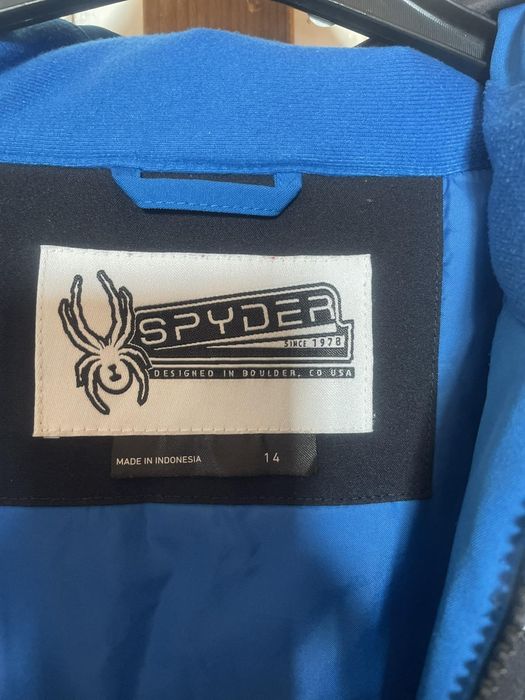 SPYDER
SINCE 1978
DESIGNED IN BOULDER, CO USA
MADE IN INDONESIA 14